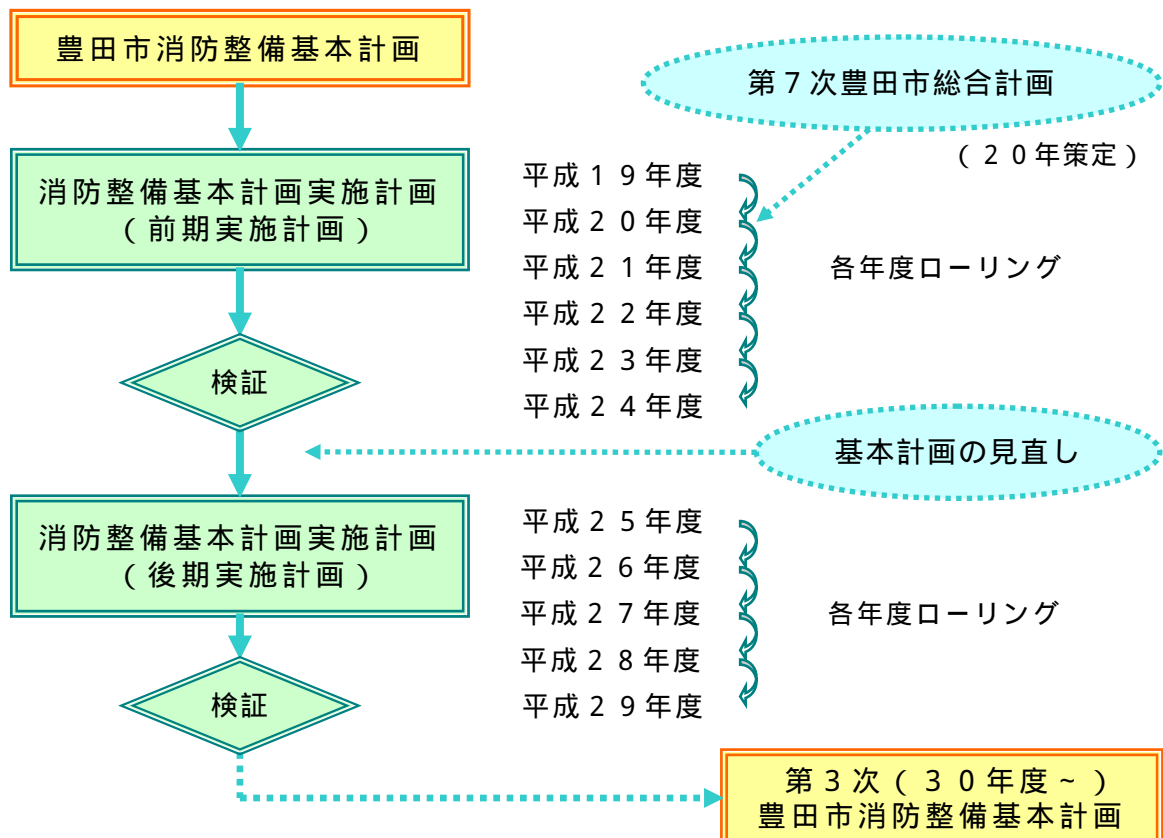 豊田市消防整備基本計画
第７次豊田市総合計画
（２０年策定）
消防整備基本計画実施計画
（前期実施計画）
平成１９年度
平成２０年度
平成２１年度
平成２２年度
平成２３年度
平成２４年度
各年度ローリング
検証
基本計画の見直し
消防整備基本計画実施計画
（後期実施計画）
平成２５年度
平成２６年度
平成２７年度
平成２８年度
平成２９年度
各年度ローリング
検証
第３次（３０年度～）
豊田市消防整備基本計画